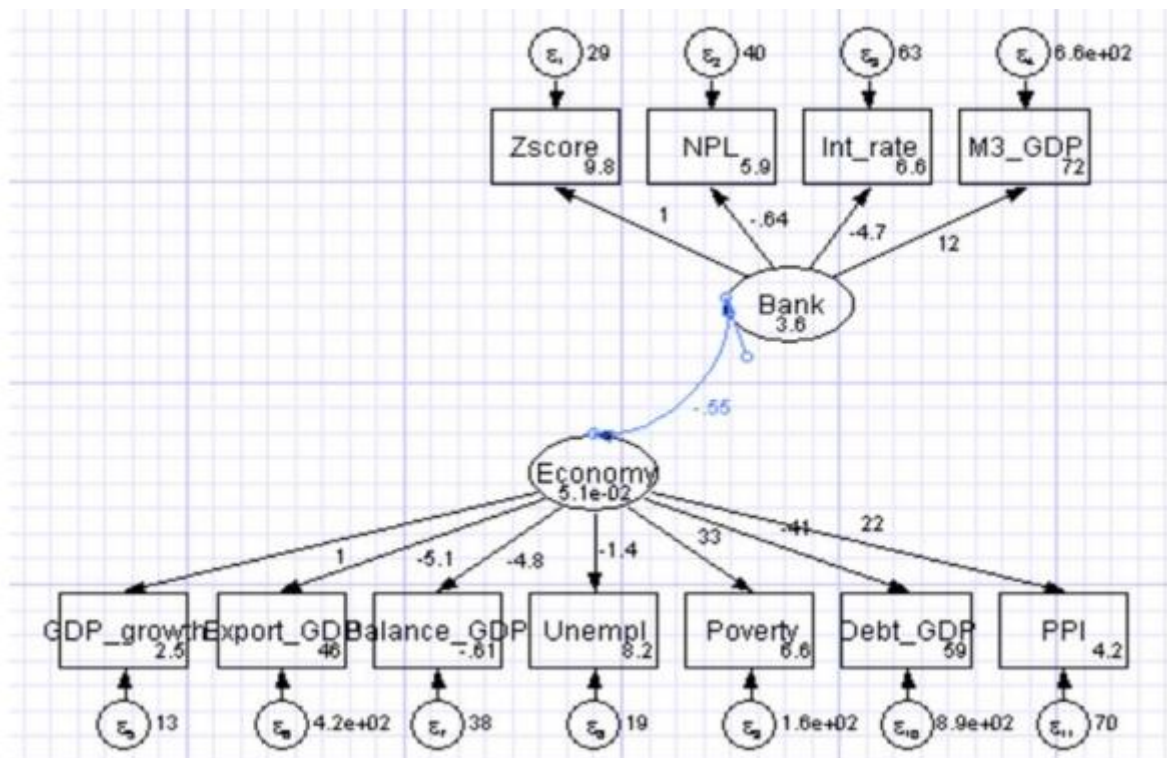 ε₁ 29 ε₂ 40 ε₃ 63 ε₄ 6.6e+02
Zscore 9.8 NPL 5.9 Int_rate 6.6 M3_GDP 72
1 -.64 -4.7 12
Bank
3.6
-.55
Economy
5.1e-02
1 -5.1 -4.8 -1.4 33 -41 22
GDP_growth 2.5 Export_GDP 46 Balance_GDP -.61 Unempl 8.2 Poverty 6.6 Debt_GDP 59 PPI 4.2
ε₅ 13 ε₆ 4.2e+02 ε₇ 38 ε₈ 19 ε₉ 1.6e+02 ε₁₀ 8.9e+02 ε₁₁ 70